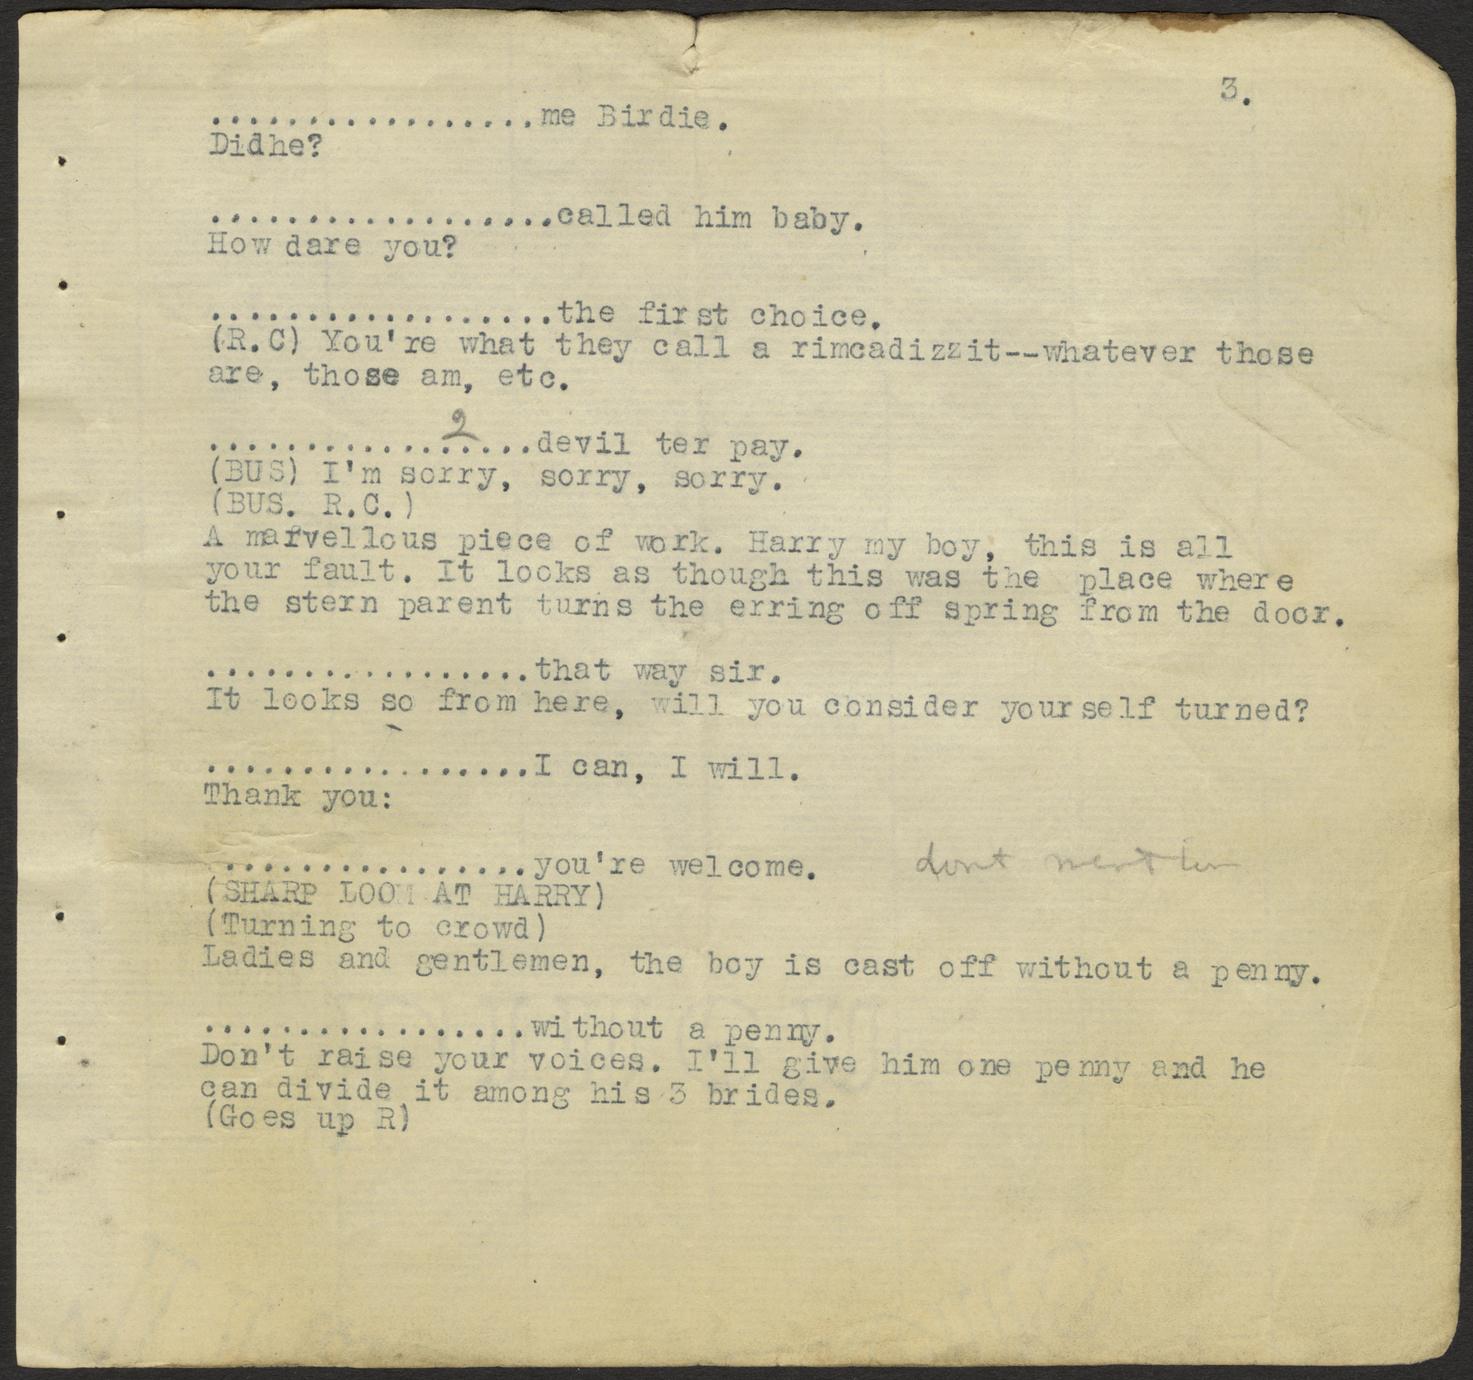 3.
.................me Birdie.
Didhe?
..................called him baby.
How dare you?
..................the first choice.
(R.C) You're what they call a rimcadizzit--whatever those
are, those am, etc.
2
.................devil ter pay.
(BUS) I'm sorry, sorry, sorry.
(BUS. R.C.)
A marvellous piece of work. Harry my boy, this is all
your fault. It looks as though this was the place where
the stern parent turns the erring off spring from the door.
.................that way sir.
It looks so from here, will you consider yourself turned?
.................I can, I will.
Thank you:
.................you're welcome. dont mention
(SHARP LOOK AT HARRY)
(Turning to crowd)
Ladies and gentlemen, the boy is cast off without a penny.
.................without a penny.
Don't raise your voices. I'll give him one penny and he
can divide it among his 3 brides.
(Goes up R)